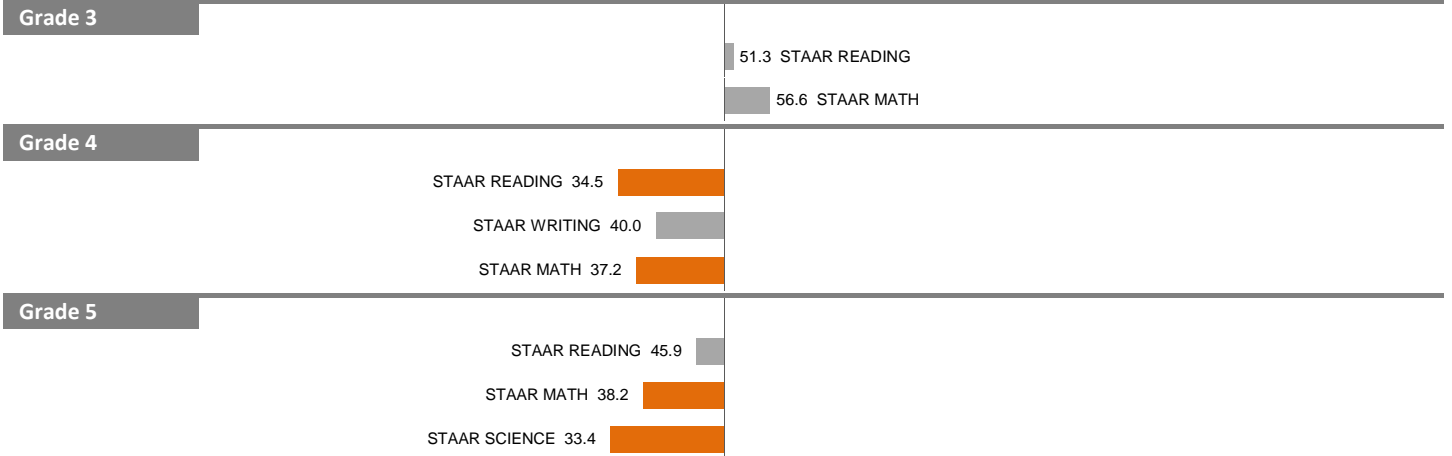 Grade 3
51.3 STAAR READING
56.6 STAAR MATH
Grade 4
STAAR READING 34.5
STAAR WRITING 40.0
STAAR MATH 37.2
Grade 5
STAAR READING 45.9
STAAR MATH 38.2
STAAR SCIENCE 33.4